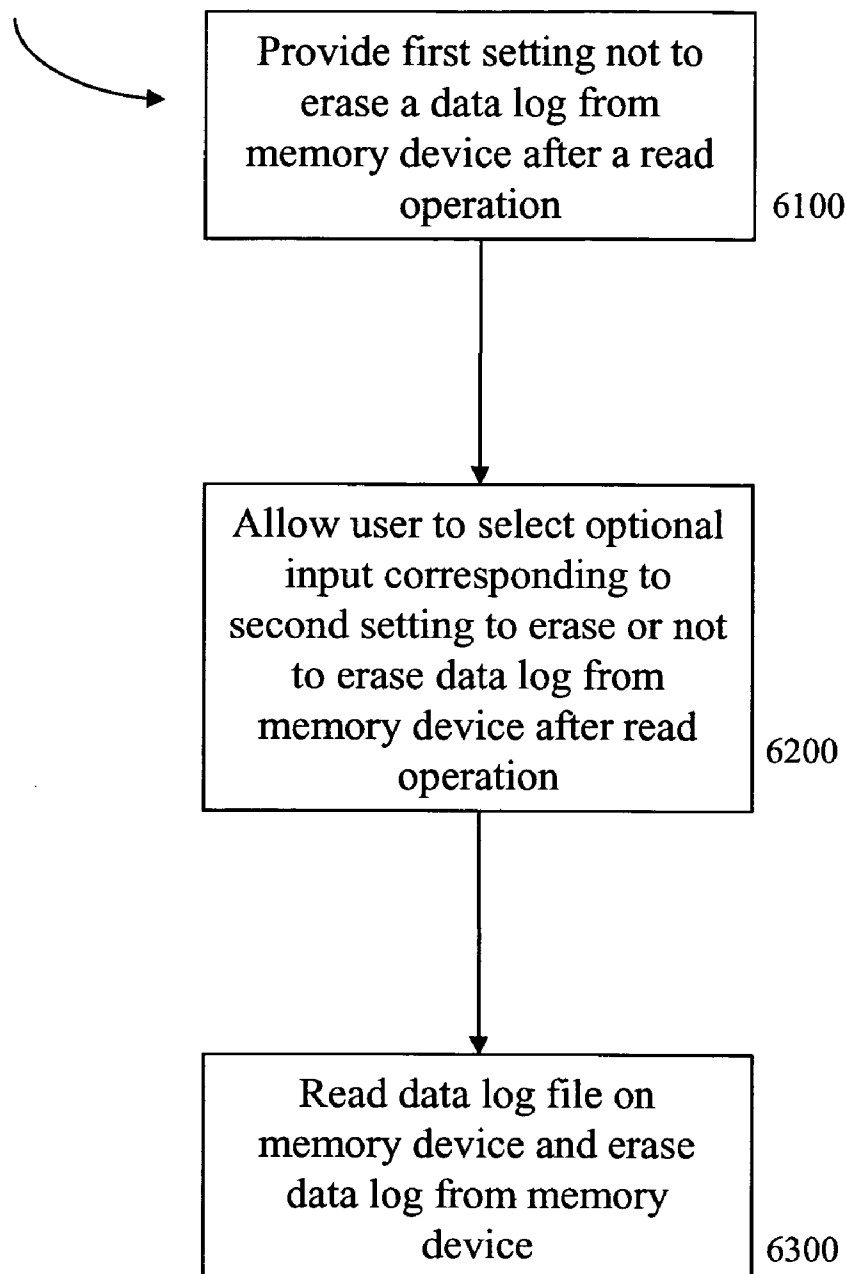 Provide first setting not to
erase a data log from
memory device after a read
operation
6100
Allow user to select optional
input corresponding to
second setting to erase or not
to erase data log from
memory device after read
operation
6200
Read data log file on
memory device and erase
data log from memory
device
6300